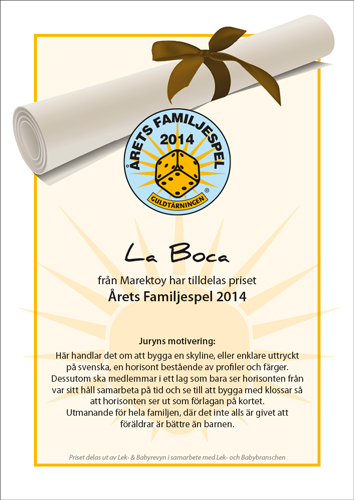 ÅRETS FAMILJESPEL
2014
GULDTÄRNINGEN
®
La Boca
från Marektoy har tilldelas priset
Årets Familjespel 2014
Juryns motivering:
Här handlar det om att bygga en skyline, eller enklare uttryckt
på svenska, en horisont bestående av profiler och färger.
Dessutom ska medlemmar i ett lag som bara ser horisonten från
var sitt håll samarbeta på tid och se till att bygga med klossar så
att horisonten ser ut som förlagan på kortet.
Utmanande för hela familjen, där det inte alls är givet att
föräldrar är bättre än barnen.
Priset delas ut av Lek- & Babyrevyn i samarbete med Lek- och Babybranschen